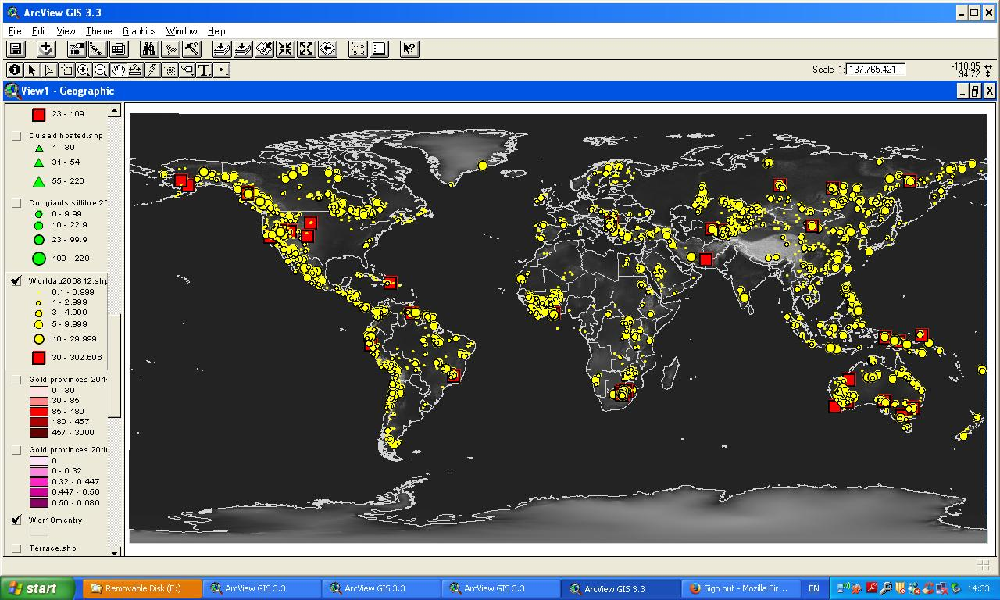 ArcView GIS 3.3
File Edit View Theme Graphics Window Help
Scale 1: 137,765,421 -110.95
94.72
View1 - Geographic
23 - 109
Cu sed hosted.shp
1 - 30
31 - 54
55 - 220
Cu giants sillitoe 20
6 - 9.99
10 - 22.9
23 - 99.9
100 - 220
Worldau200812.shp
0.1 - 0.999
1 - 2.999
3 - 4.999
5 - 9.999
10 - 29.999
30 - 302.606
Gold provinces 201
0 - 30
30 - 85
85 - 180
180 - 457
457 - 3000
Gold provinces 201
0
0 - 0.32
0.32 - 0.447
0.447 - 0.56
0.56 - 0.686
Wor10mcntry
Terrace.shp
start Removable Disk (F:) ArcView GIS 3.3 ArcView GIS 3.3 ArcView GIS 3.3 ArcView GIS 3.3 Sign out - Mozilla Fir... EN 14:33